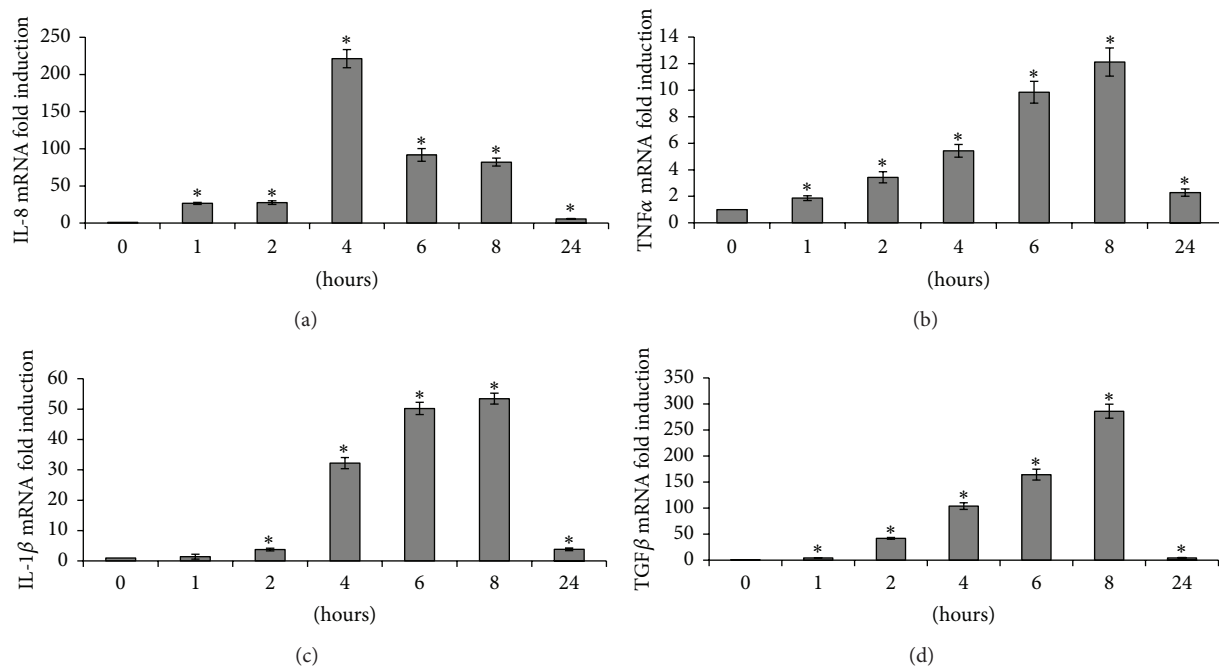 IL-8 mRNA fold induction
250
200
150
100
50
0
* * * * * *
0 1 2 4 6 8 24
(hours)
(a)
TNFα mRNA fold induction
14
12
10
8
6
4
2
0
* * * * * *
0 1 2 4 6 8 24
(hours)
(b)
IL-1β mRNA fold induction
60
50
40
30
20
10
0
* * * * *
0 1 2 4 6 8 24
(hours)
(c)
TGFβ mRNA fold induction
350
300
250
200
150
100
50
0
* * * * * *
0 1 2 4 6 8 24
(hours)
(d)